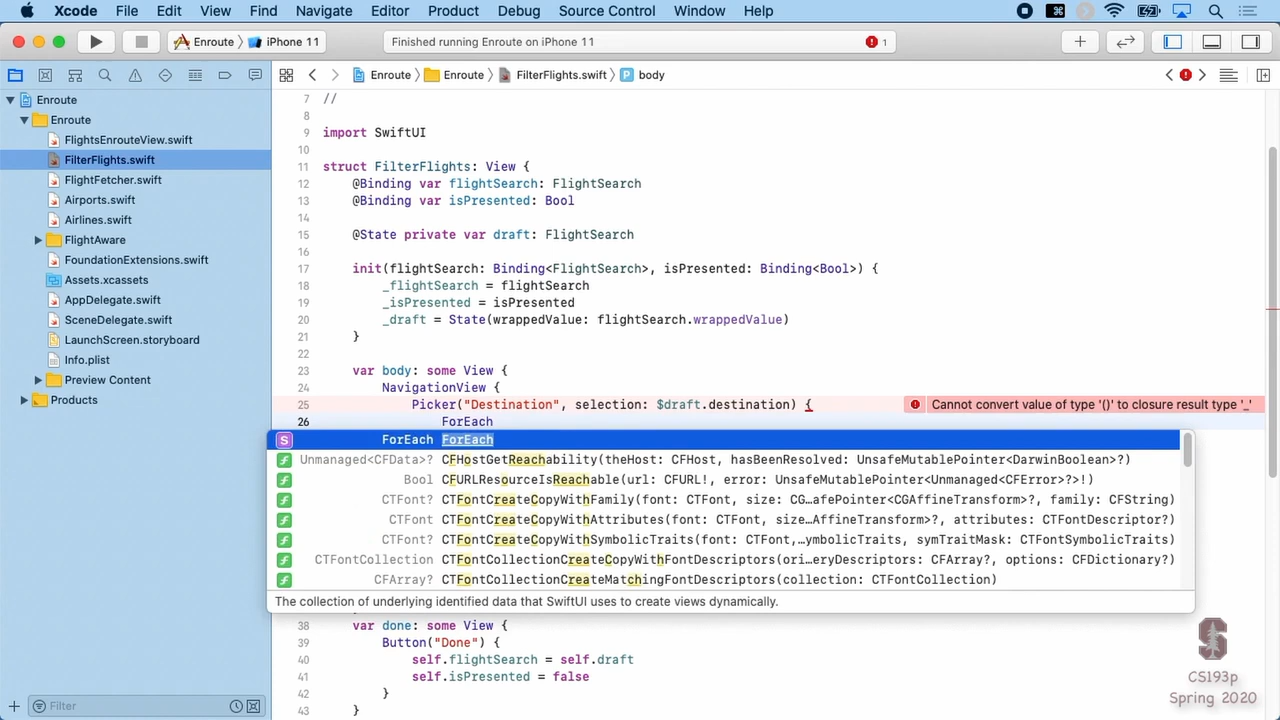 Xcode File Edit View Find Navigate Editor Product Debug Source Control Window Help
Enroute iPhone 11 Finished running Enroute on iPhone 11 1
Enroute Enroute FilterFlights.swift P body
Enroute
Enroute
FlightsEnrouteView.swift
FilterFlights.swift
FlightFetcher.swift
Airports.swift
Airlines.swift
FlightAware
FoundationExtensions.swift
Assets.xcassets
AppDelegate.swift
SceneDelegate.swift
LaunchScreen.storyboard
Info.plist
Preview Content
Products
Filter
7 //
8
9 import SwiftUI
10
11 struct FilterFlights: View {
12 @Binding var flightSearch: FlightSearch
13 @Binding var isPresented: Bool
14
15 @State private var draft: FlightSearch
16
17 init(flightSearch: Binding<FlightSearch>, isPresented: Binding<Bool>) {
18 _flightSearch = flightSearch
19 _isPresented = isPresented
20 _draft = State(wrappedValue: flightSearch.wrappedValue)
21 }
22
23 var body: some View {
24 NavigationView {
25 Picker("Destination", selection: $draft.destination) { Cannot convert value of type '()' to closure result type '_'
26 ForEach
S ForEach ForEach
f Unmanaged<CFData>? CFHostGetReachability(theHost: CFHost, hasBeenResolved: UnsafeMutablePointer<DarwinBoolean>?)
f Bool CFURLResourceIsReachable(url: CFURL!, error: UnsafeMutablePointer<Unmanaged<CFError>?>!)
f CTFont? CTFontCreateCopyWithFamily(font: CTFont, size: CG…afePointer<CGAffineTransform>?, family: CFString)
f CTFont CTFontCreateCopyWithAttributes(font: CTFont, size…AffineTransform>?, attributes: CTFontDescriptor?)
f CTFont? CTFontCreateCopyWithSymbolicTraits(font: CTFont,…ymbolicTraits, symTraitMask: CTFontSymbolicTraits)
f CTFontCollection CTFontCollectionCreateCopyWithFontDescriptors(ori…eryDescriptors: CFArray?, options: CFDictionary?)
f CFArray? CTFontCollectionCreateMatchingFontDescriptors(collection: CTFontCollection)
The collection of underlying identified data that SwiftUI uses to create views dynamically.
38 var done: some View {
39 Button("Done") {
40 self.flightSearch = self.draft
41 self.isPresented = false
42 }
43 }
S
CS193p
Spring 2020